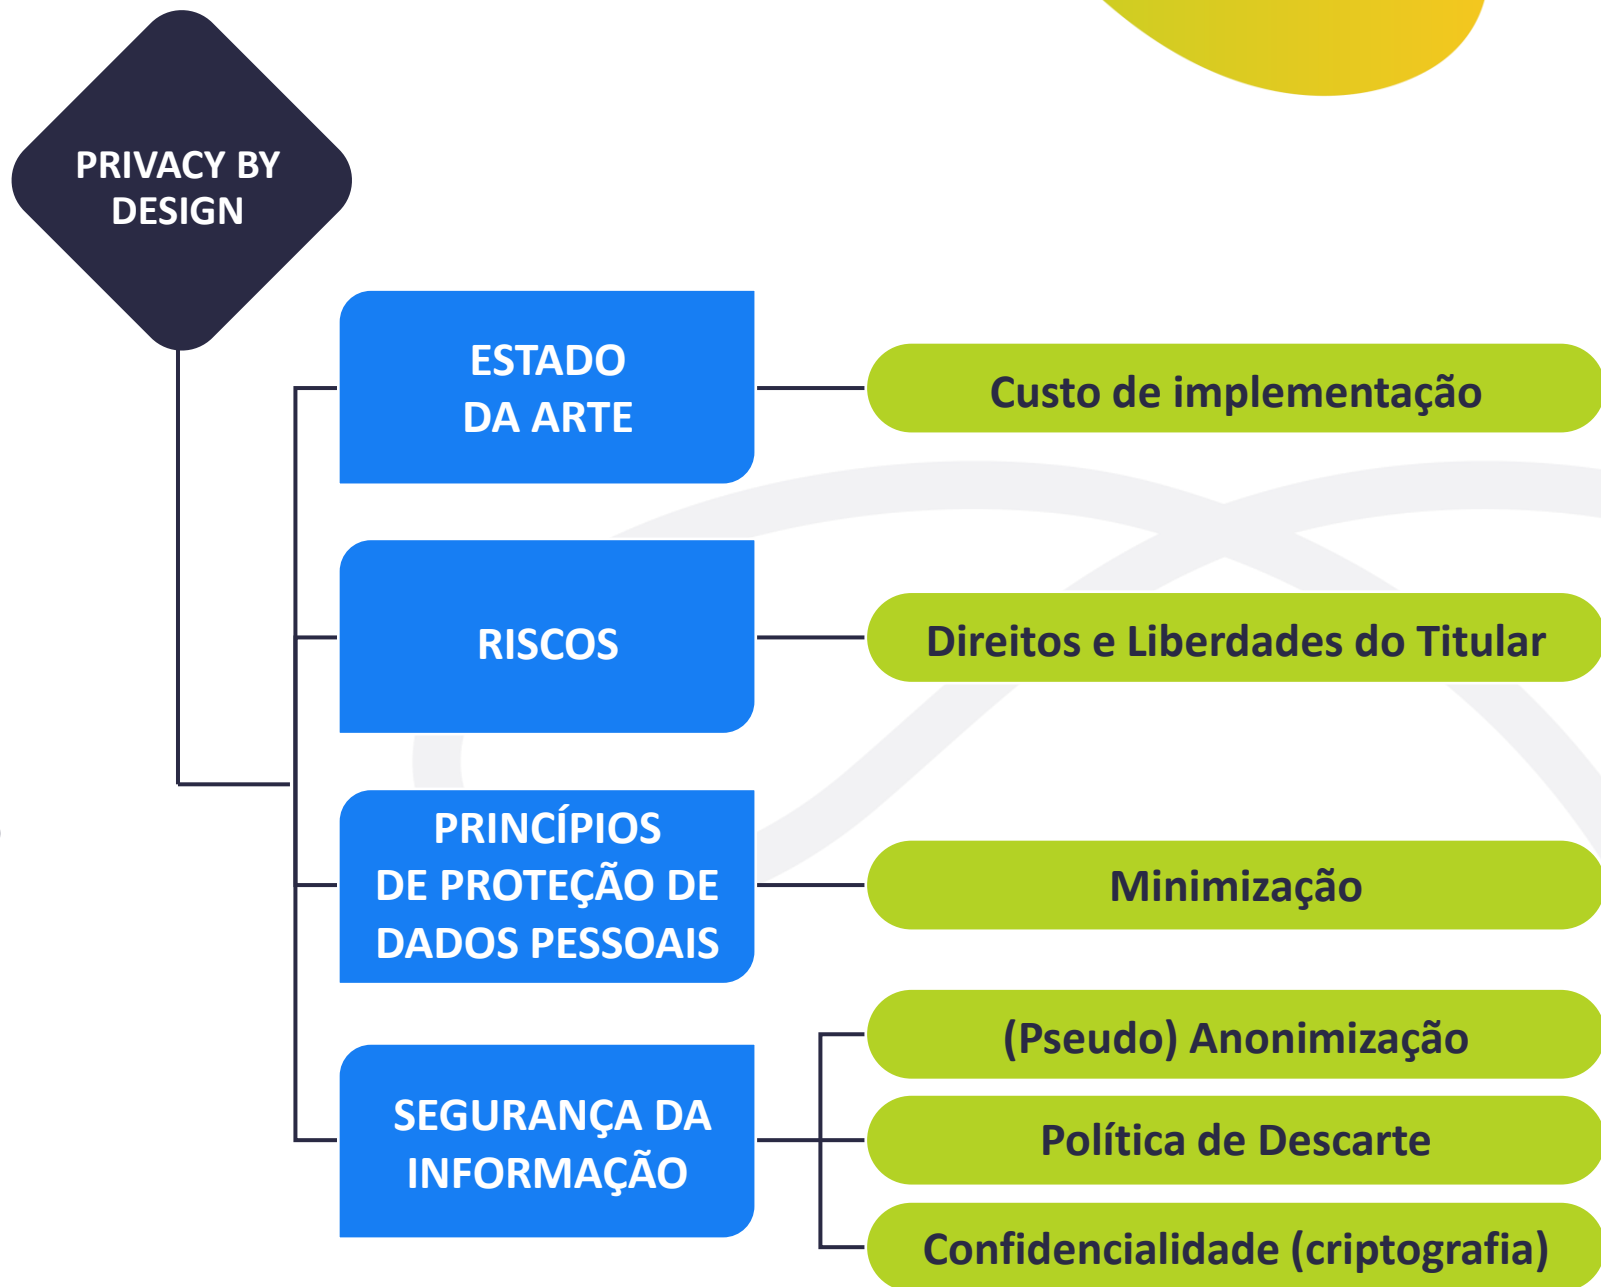 PRIVACY BY
DESIGN
ESTADO
DA ARTE
Custo de implementação
RISCOS
Direitos e Liberdades do Titular
PRINCÍPIOS
DE PROTEÇÃO DE
DADOS PESSOAIS
Minimização
SEGURANÇA DA
INFORMAÇÃO
(Pseudo) Anonimização
Política de Descarte
Confidencialidade (criptografia)